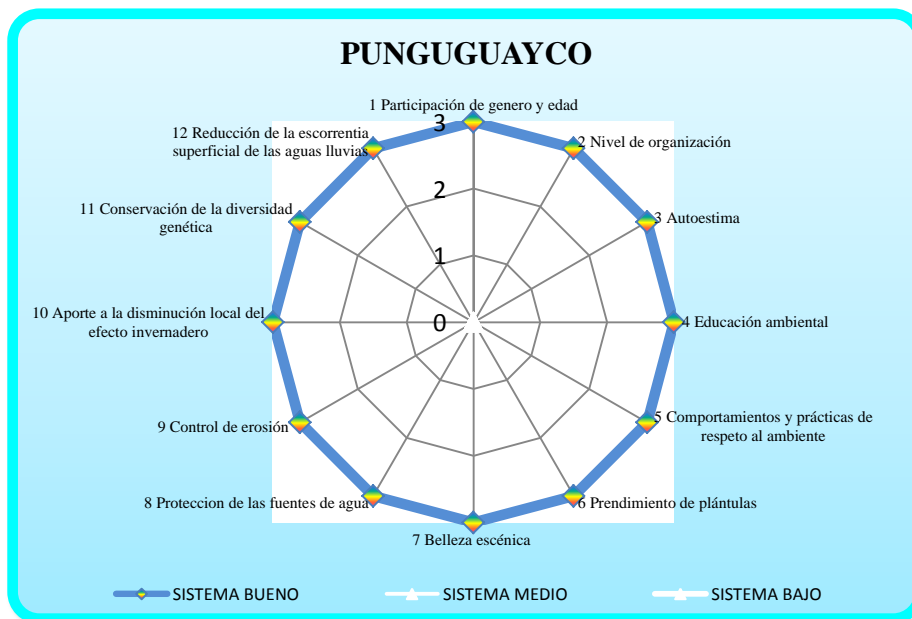 PUNGUGUAYCO
1 Participación de genero y edad
2 Nivel de organización
3 Autoestima
4 Educación ambiental
5 Comportamientos y prácticas de
respeto al ambiente
6 Prendimiento de plántulas
7 Belleza escénica
8 Proteccion de las fuentes de agua
9 Control de erosión
10 Aporte a la disminución local del
efecto invernadero
11 Conservación de la diversidad
genética
12 Reducción de la escorrentia
superficial de las aguas lluvias
3
2
1
0
SISTEMA BUENO
SISTEMA MEDIO
SISTEMA BAJO